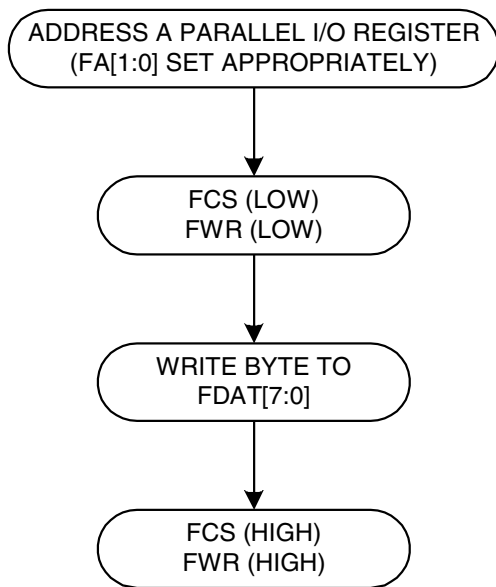 ADDRESS A PARALLEL I/O REGISTER
(FA[1:0] SET APPROPRIATELY)
FCS (LOW)
FWR (LOW)
WRITE BYTE TO
FDAT[7:0]
FCS (HIGH)
FWR (HIGH)